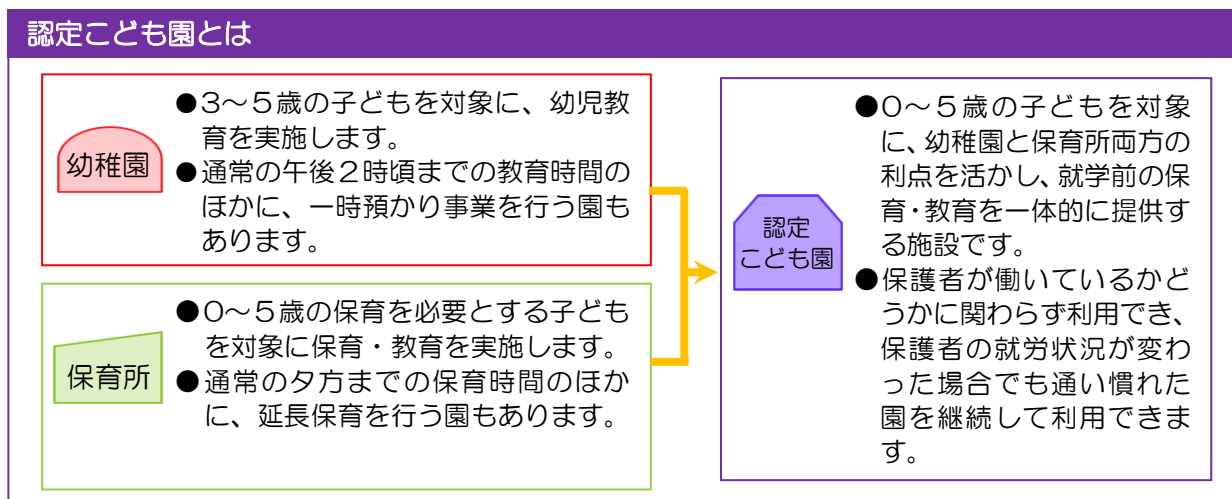 認定こども園とは
幼稚園
●3～5歳の子どもを対象に、幼児教
育を実施します。
●通常の午後2時頃までの教育時間の
ほかに、一時預かり事業を行う園も
あります。
保育所
●0～5歳の保育を必要とする子ども
を対象に保育・教育を実施します。
●通常の夕方までの保育時間のほか
に、延長保育を行う園もあります。
認定
こども園
●0～5歳の子どもを対象
に、幼稚園と保育所両方の
利点を活かし、就学前の保
育・教育を一体的に提供す
る施設です。
●保護者が働いているかど
うかに関わらず利用でき、
保護者の就労状況が変わ
った場合でも通い慣れた
園を継続して利用できま
す。